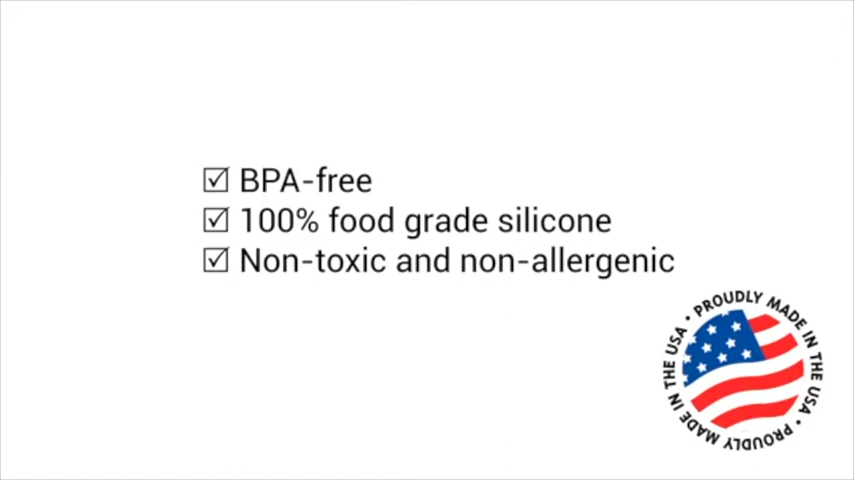 ☑ BPA-free
☑ 100% food grade silicone
☑ Non-toxic and non-allergenic
PROUDLY MADE IN THE USA • PROUDLY MADE IN THE USA •